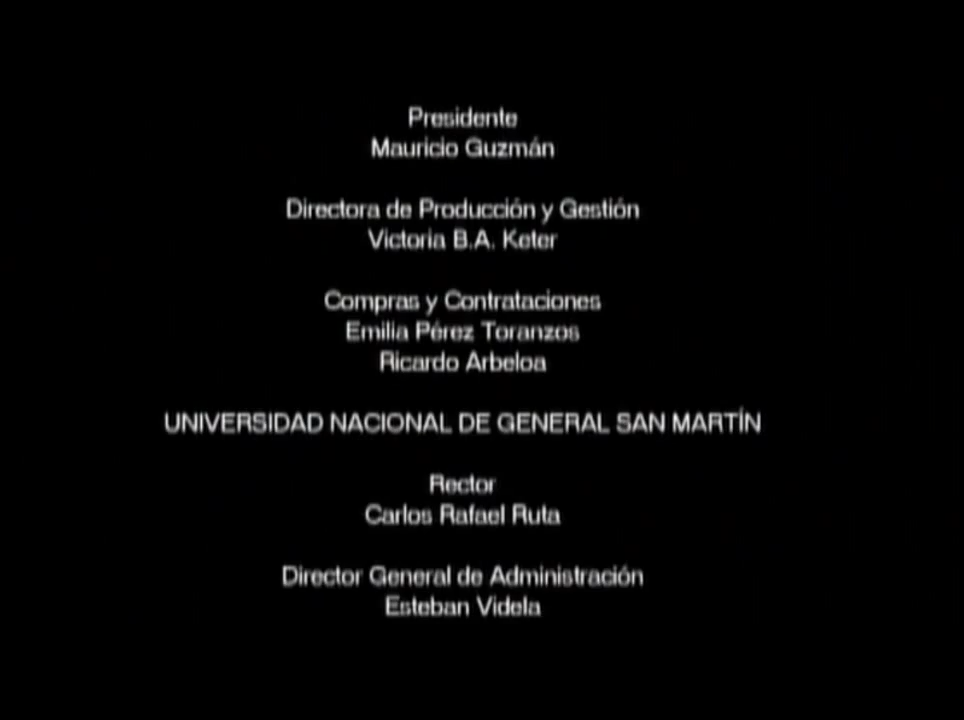 Presidente
Mauricio Guzmán
Directora de Producción y Gestión
Victoria B.A. Keter
Compras y Contrataciones
Emilia Pérez Toranzos
Ricardo Arbeloa
UNIVERSIDAD NACIONAL DE GENERAL SAN MARTÍN
Rector
Carlos Rafael Ruta
Director General de Administración
Esteban Videla